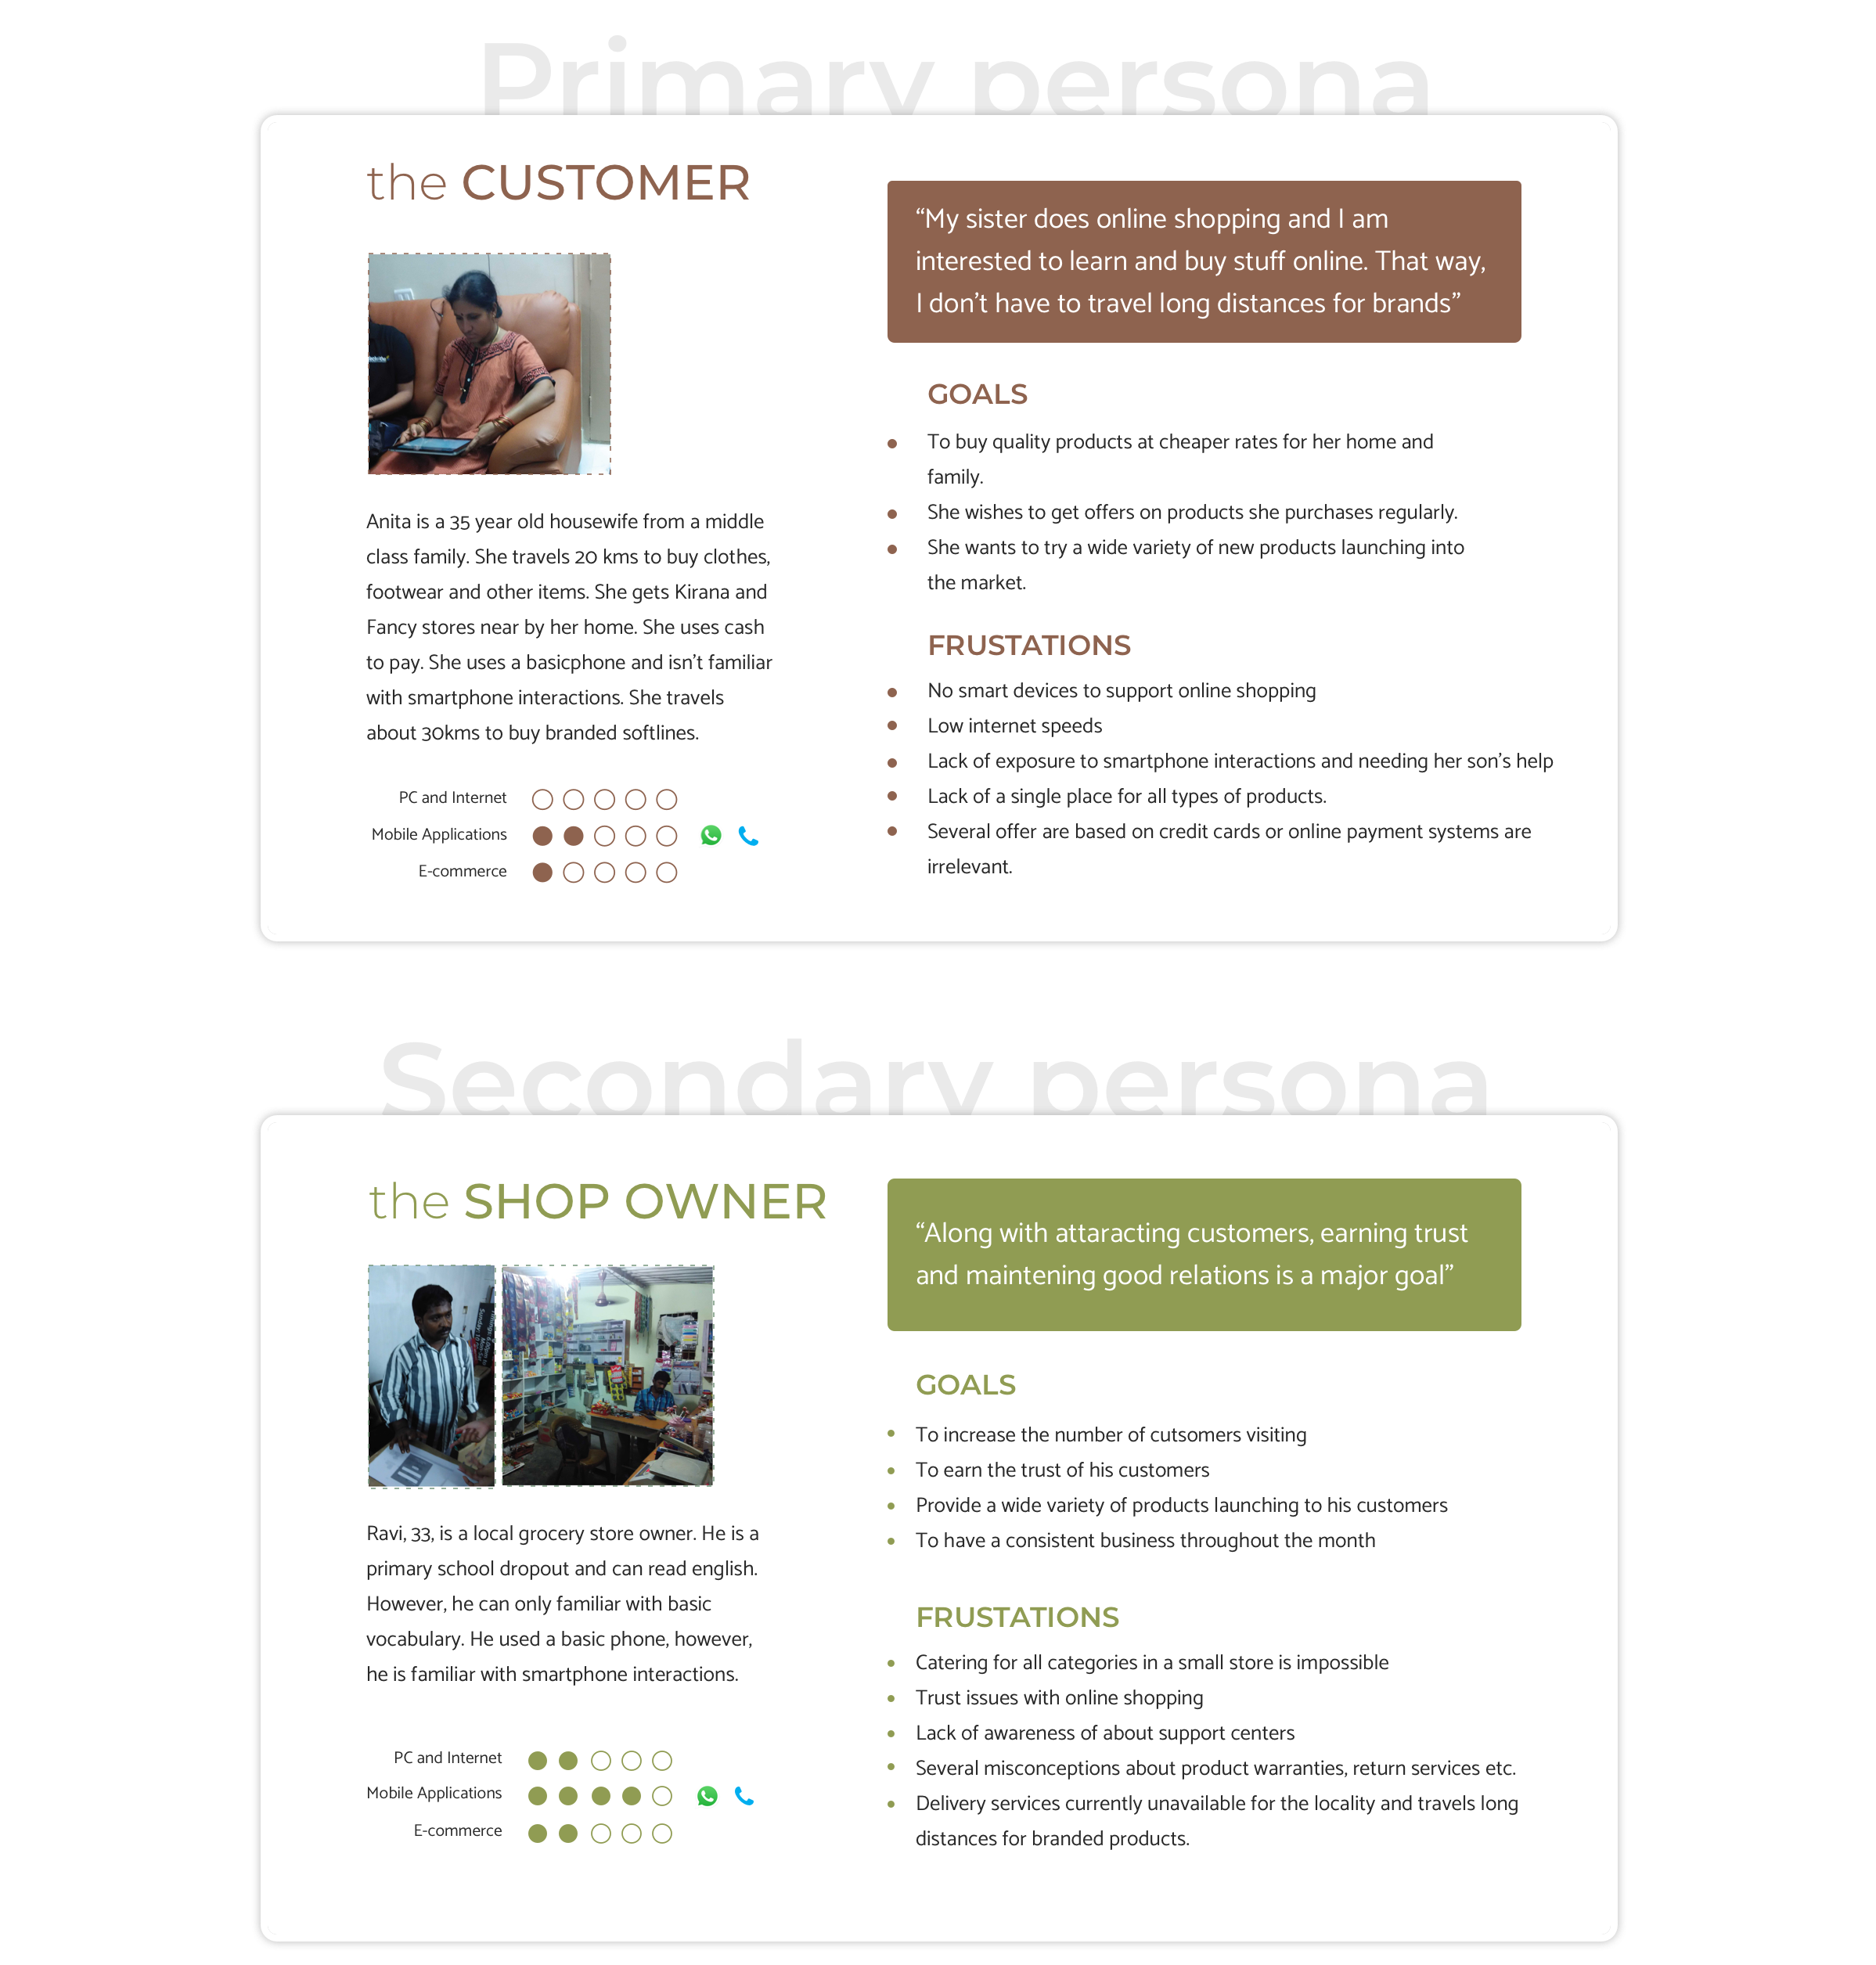 Primary persona
the CUSTOMER
“My sister does online shopping and I am
interested to learn and buy stuff online. That way,
I don’t have to travel long distances for brands”
Anita is a 35 year old housewife from a middle
class family. She travels 20 kms to buy clothes,
footwear and other items. She gets Kirana and
Fancy stores near by her home. She uses cash
to pay. She uses a basicphone and isn’t familiar
with smartphone interactions. She travels
about 30kms to buy branded softlines.
PC and Internet
Mobile Applications
E-commerce
GOALS
To buy quality products at cheaper rates for her home and
family.
She wishes to get offers on products she purchases regularly.
She wants to try a wide variety of new products launching into
the market.
FRUSTATIONS
No smart devices to support online shopping
Low internet speeds
Lack of exposure to smartphone interactions and needing her son’s help
Lack of a single place for all types of products.
Several offer are based on credit cards or online payment systems are
irrelevant.
Secondary persona
the SHOP OWNER
“Along with attaracting customers, earning trust
and maintening good relations is a major goal”
Ravi, 33, is a local grocery store owner. He is a
primary school dropout and can read english.
However, he can only familiar with basic
vocabulary. He used a basic phone, however,
he is familiar with smartphone interactions.
PC and Internet
Mobile Applications
E-commerce
GOALS
To increase the number of cutsomers visiting
To earn the trust of his customers
Provide a wide variety of products launching to his customers
To have a consistent business throughout the month
FRUSTATIONS
Catering for all categories in a small store is impossible
Trust issues with online shopping
Lack of awareness of about support centers
Several misconceptions about product warranties, return services etc.
Delivery services currently unavailable for the locality and travels long
distances for branded products.